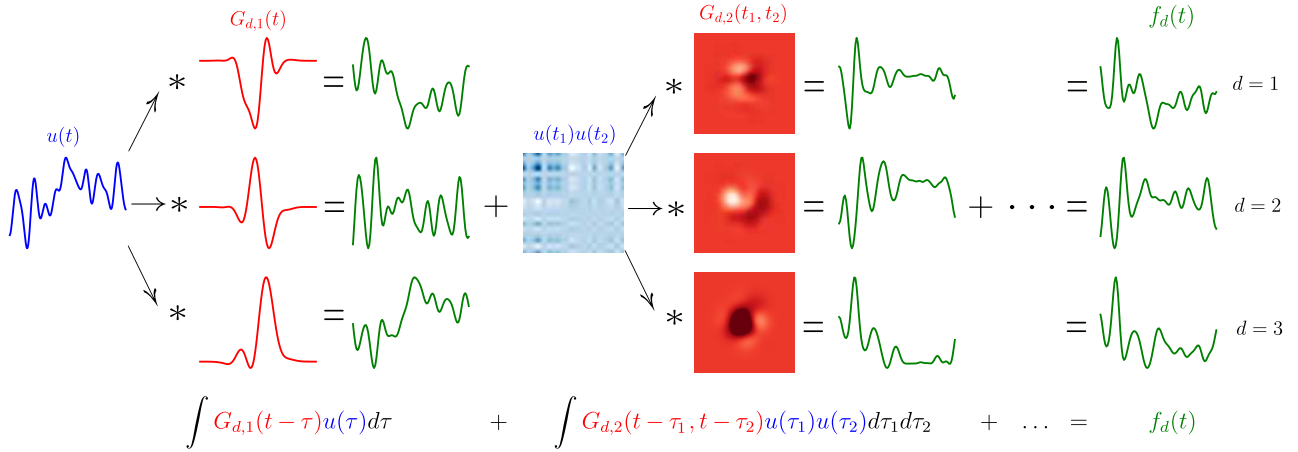 G_{d,1}(t) G_{d,2}(t_1, t_2) f_d(t)
* = * = = d = 1
u(t) u(t_1)u(t_2)
* = + * = + ··· = d = 2
* = * = = d = 3
∫ G_{d,1}(t − τ)u(τ)dτ + ∫ G_{d,2}(t − τ_1, t − τ_2)u(τ_1)u(τ_2)dτ_1dτ_2 + ... = f_d(t)